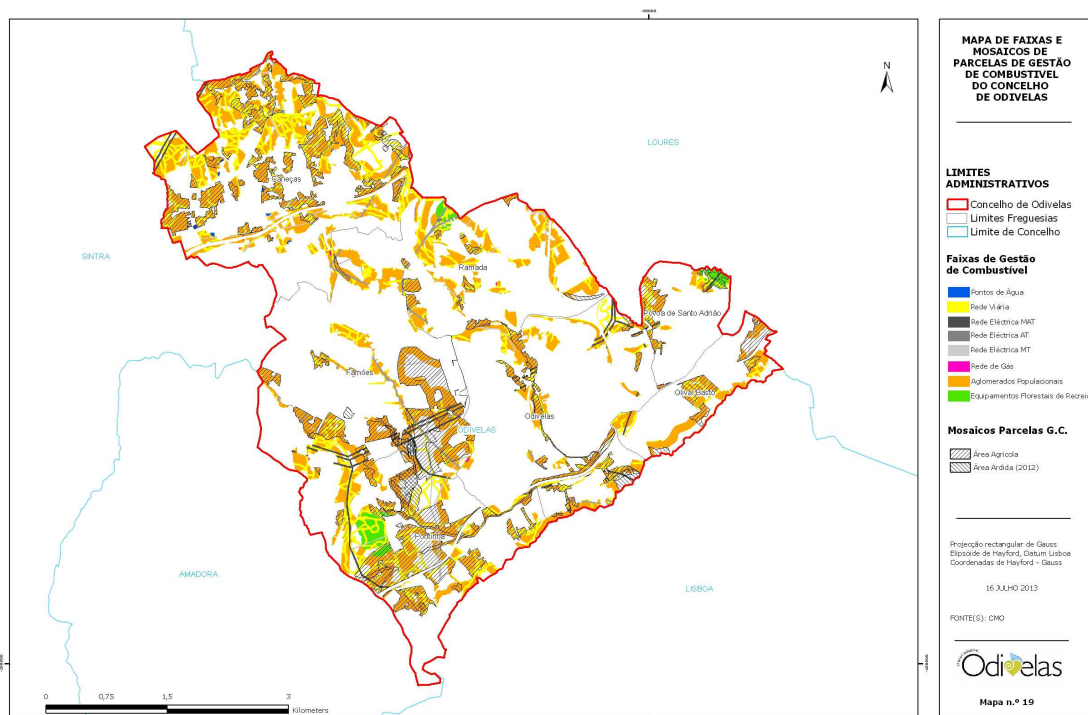 -90000
N
LOURES
SINTRA
Caneças
Ramada
Póvoa de Santo Adrião
Famões
Olival Basto
Odivelas
ODIVELAS
Pontinha
AMADORA
LISBOA
0 0,75 1,5 3
Kilometers
MAPA DE FAIXAS E
MOSAICOS DE
PARCELAS DE GESTÃO
DE COMBUSTIVEL
DO CONCELHO
DE ODIVELAS
LIMITES
ADMINISTRATIVOS
Concelho de Odivelas
Limites Freguesias
Limite de Concelho
Faixas de Gestão
de Combustível
Pontos de Água
Rede Viária
Rede Eléctrica MAT
Rede Eléctrica AT
Rede Eléctrica MT
Rede de Gás
Aglomerados Populacionais
Equipamentos Florestais de Recreio
Mosaicos Parcelas G.C.
Área Agrícola
Área Ardida (2012)
Projecção rectangular de Gauss
Elipsóide de Hayford, Datum Lisboa
Coordenadas de Hayford - Gauss
16 JULHO 2013
FONTE(S): CMO
Odivelas
Mapa n.º 19